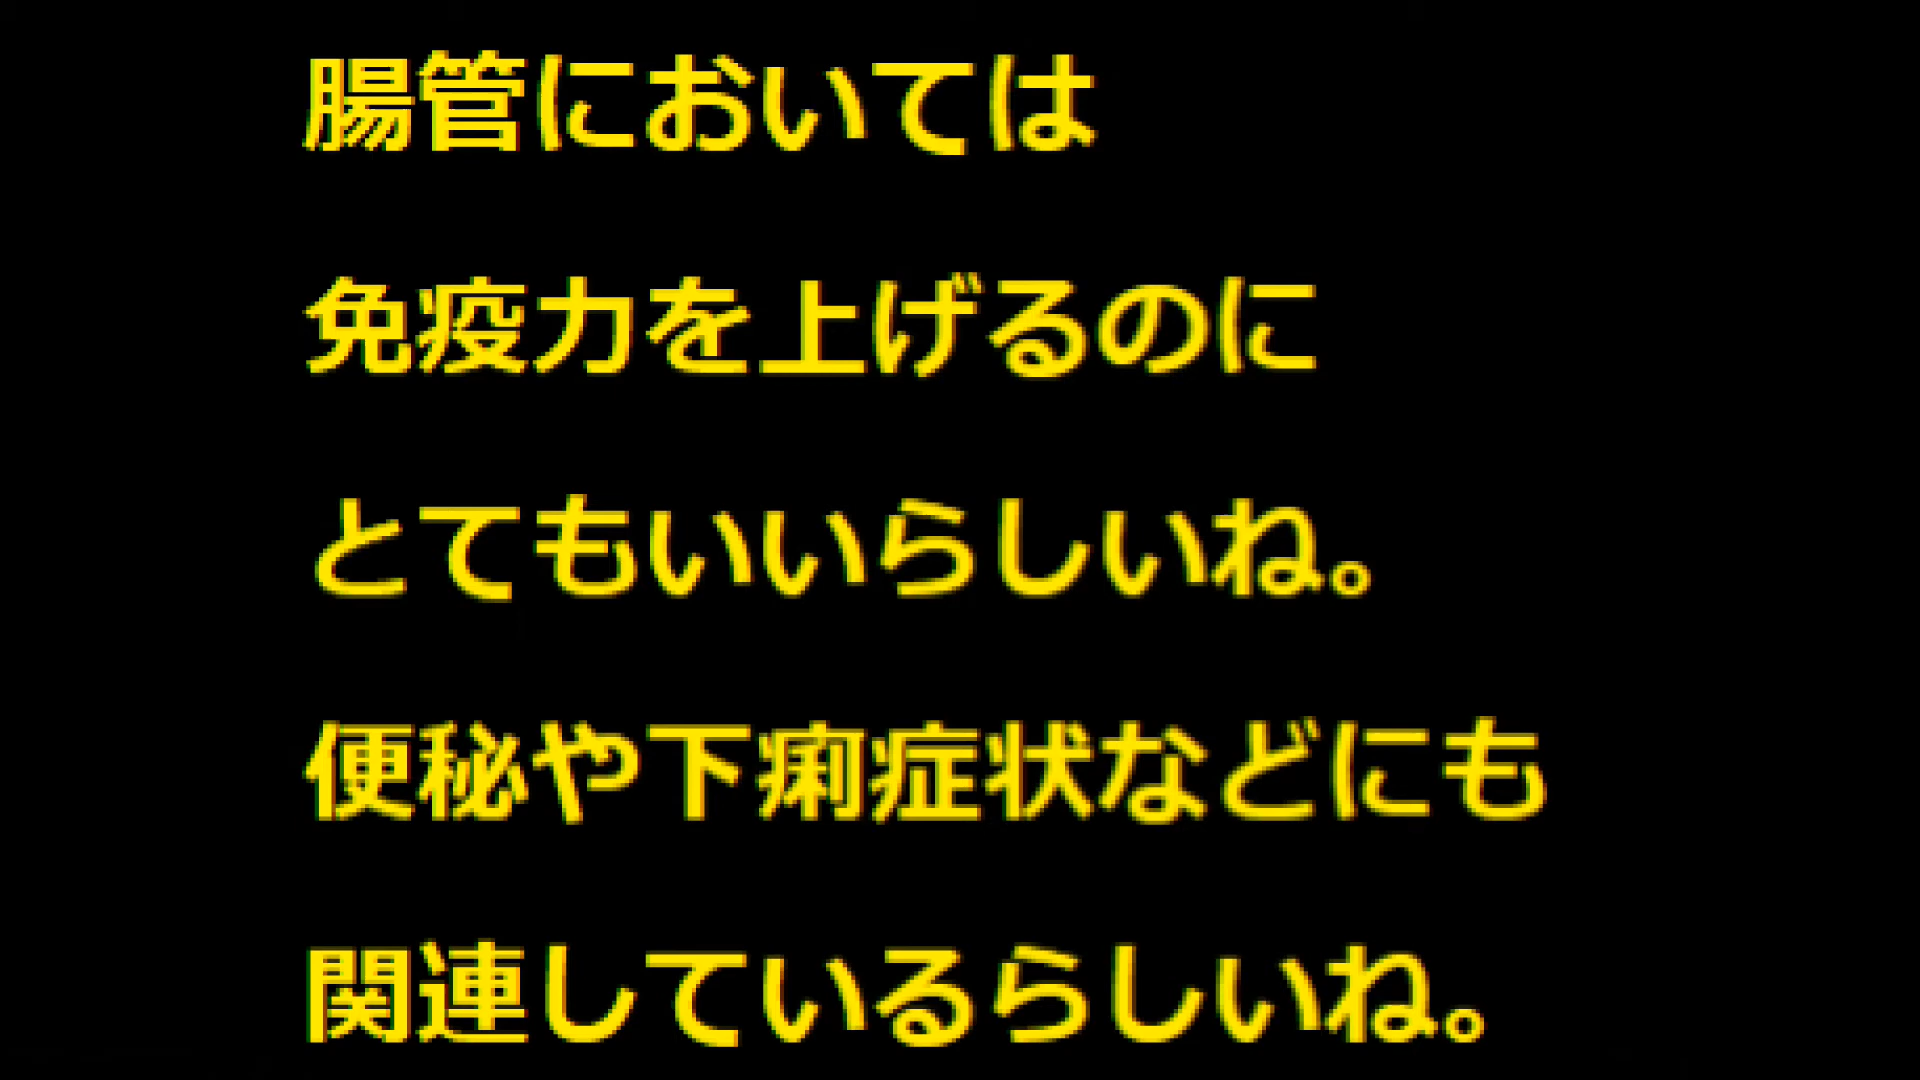 腸管においては
免疫力を上げるのに
とてもいいらしいね。
便秘や下痢症状などにも
関連しているらしいね。